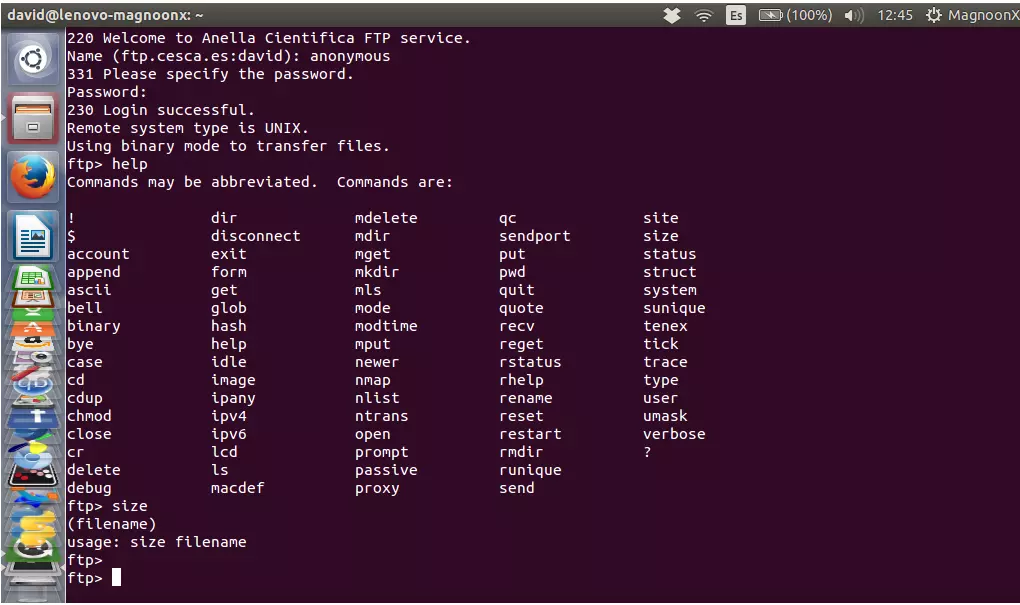 david@lenovo-magnoonx: ~ Es (100%) 12:45 MagnoonX
220 Welcome to Anella Cientifica FTP service.
Name (ftp.cesca.es:david): anonymous
331 Please specify the password.
Password:
230 Login successful.
Remote system type is UNIX.
Using binary mode to transfer files.
ftp> help
Commands may be abbreviated.  Commands are:

!               dir             mdelete         qc              site
$               disconnect      mdir            sendport        size
account         exit            mget            put             status
append          form            mkdir           pwd             struct
ascii           get             mls             quit            system
bell            glob            mode            quote           sunique
binary          hash            modtime         recv            tenex
bye             help            mput            reget           tick
case            idle            newer           rstatus         trace
cd              image           nmap            rhelp           type
cdup            ipany           nlist           rename          user
chmod           ipv4            ntrans          reset           umask
close           ipv6            open            restart         verbose
cr              lcd             prompt          rmdir           ?
delete          ls              passive         runique
debug           macdef          proxy           send
ftp> size
(filename)
usage: size filename
ftp>
ftp>